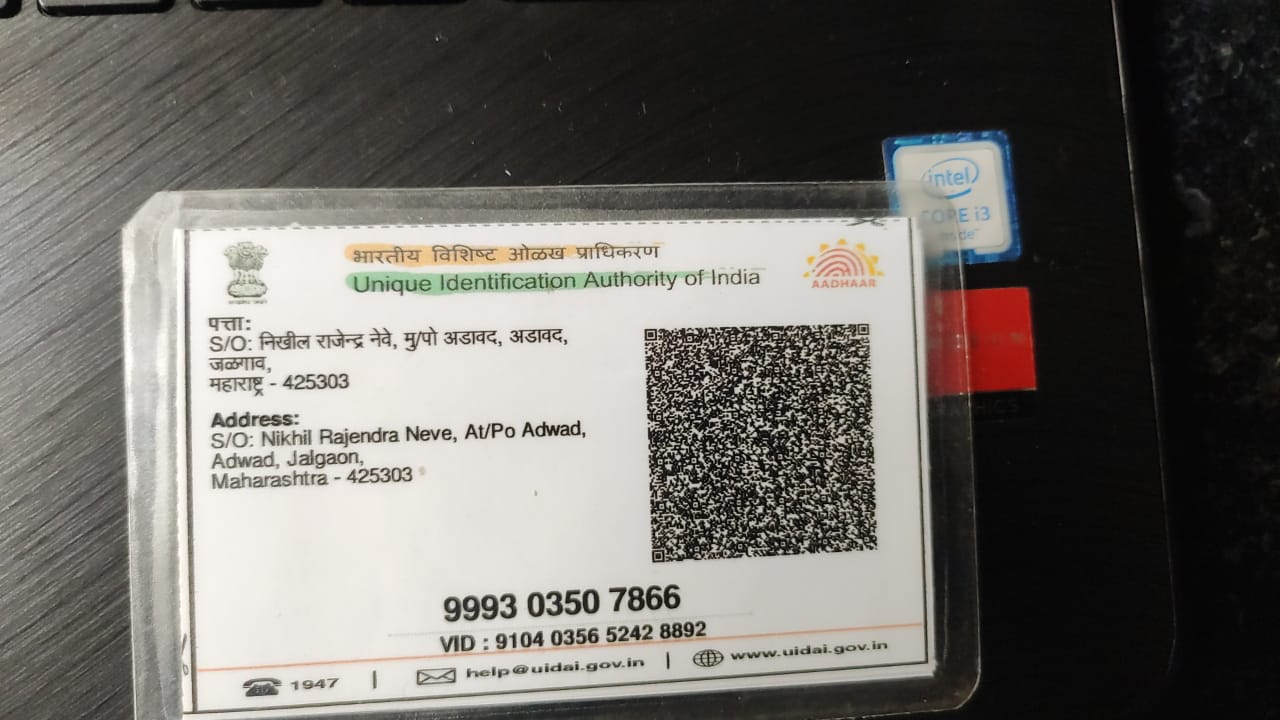 भारतीय विशिष्ट ओळख प्राधिकरण
Unique Identification Authority of India
AADHAAR
पत्ता:
S/O: निखील राजेन्द्र नेवे, मु/पो अडावद, अडावद,
जळगाव,
महाराष्ट्र - 425303
Address:
S/O: Nikhil Rajendra Neve, At/Po Adwad,
Adwad, Jalgaon,
Maharashtra - 425303
9993 0350 7866
VID : 9104 0356 5242 8892
1947 | help@uidai.gov.in | www.uidai.gov.in
intel
CORE i3